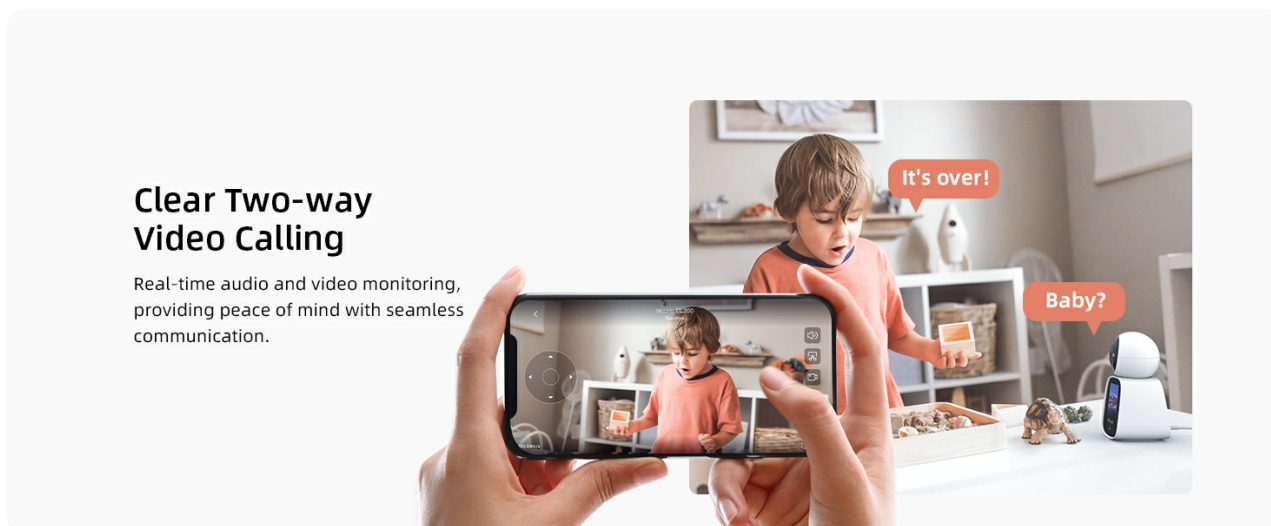 Clear Two-way
Video Calling
Real-time audio and video monitoring,
providing peace of mind with seamless
communication.
It's over!
Baby?